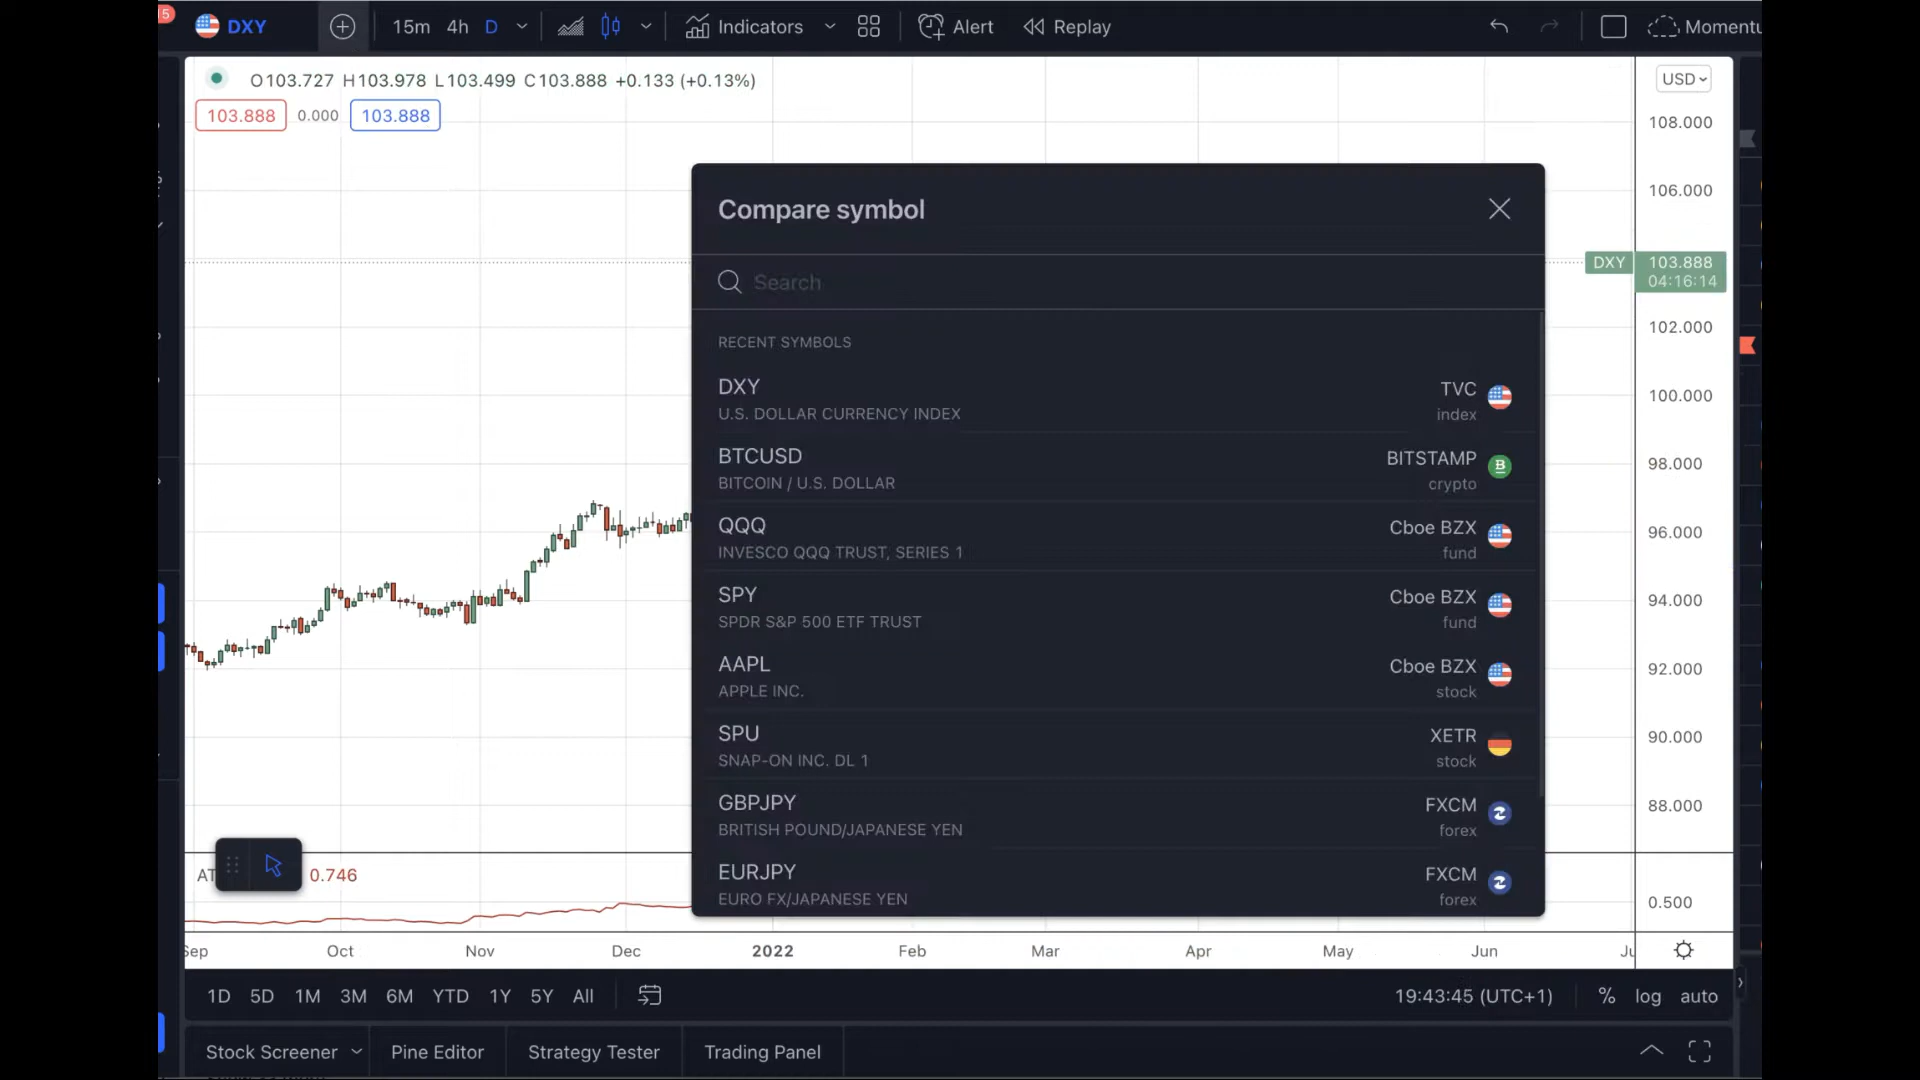 5
DXY
15m 4h D
Indicators
Alert
Replay
O103.727 H103.978 L103.499 C103.888 +0.133 (+0.13%)
103.888 0.000 103.888
USD
108.000
106.000
DXY 103.888
04:16:14
102.000
100.000
98.000
96.000
94.000
92.000
90.000
88.000
0.500
Compare symbol
Search
RECENT SYMBOLS
DXY
U.S. DOLLAR CURRENCY INDEX
TVC
index
BTCUSD
BITCOIN / U.S. DOLLAR
BITSTAMP
crypto
QQQ
INVESCO QQQ TRUST, SERIES 1
Cboe BZX
fund
SPY
SPDR S&P 500 ETF TRUST
Cboe BZX
fund
AAPL
APPLE INC.
Cboe BZX
stock
SPU
SNAP-ON INC. DL 1
XETR
stock
GBPJPY
BRITISH POUND/JAPANESE YEN
FXCM
forex
EURJPY
EURO FX/JAPANESE YEN
FXCM
forex
AT 0.746
Sep Oct Nov Dec 2022 Feb Mar Apr May Jun
1D 5D 1M 3M 6M YTD 1Y 5Y All
19:43:45 (UTC+1) % log auto
Stock Screener Pine Editor Strategy Tester Trading Panel